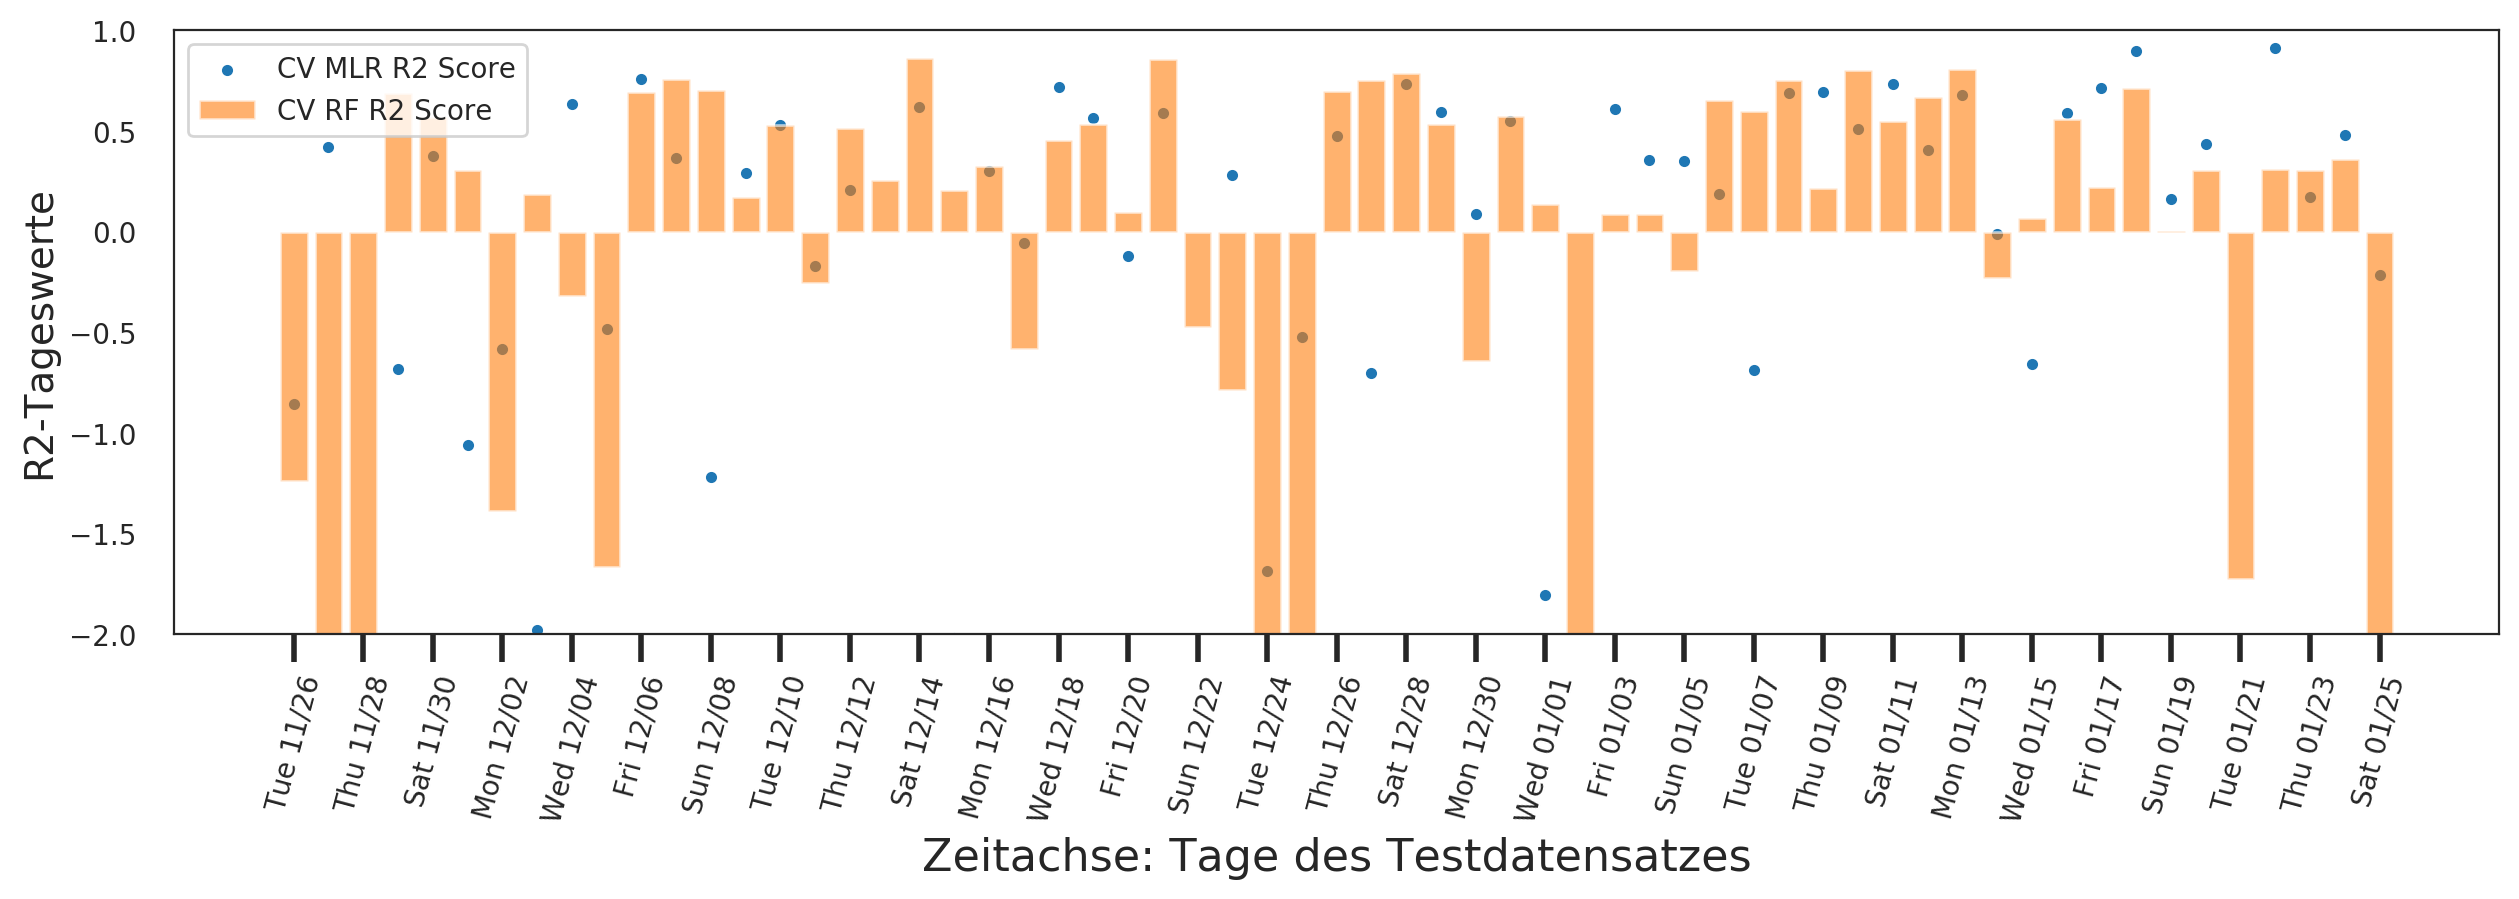 CV MLR R2 Score
CV RF R2 Score
R2-Tageswerte
1.0
0.5
0.0
−0.5
−1.0
−1.5
−2.0
Tue 11/26
Thu 11/28
Sat 11/30
Mon 12/02
Wed 12/04
Fri 12/06
Sun 12/08
Tue 12/10
Thu 12/12
Sat 12/14
Mon 12/16
Wed 12/18
Fri 12/20
Sun 12/22
Tue 12/24
Thu 12/26
Sat 12/28
Mon 12/30
Wed 01/01
Fri 01/03
Sun 01/05
Tue 01/07
Thu 01/09
Sat 01/11
Mon 01/13
Wed 01/15
Fri 01/17
Sun 01/19
Tue 01/21
Thu 01/23
Sat 01/25
Zeitachse: Tage des Testdatensatzes